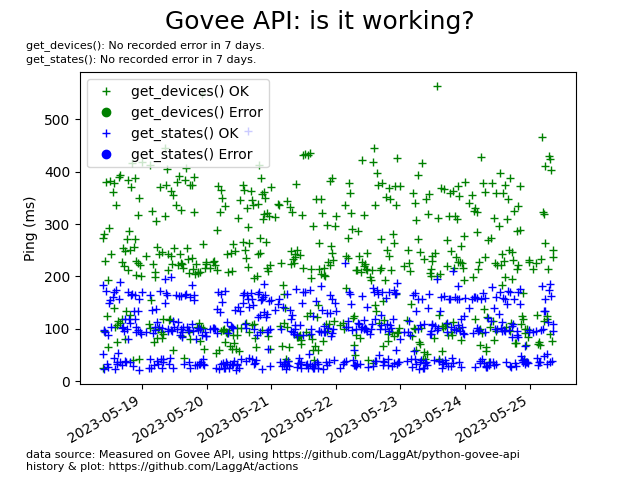 Govee API: is it working?
get_devices(): No recorded error in 7 days.
get_states(): No recorded error in 7 days.
get_devices() OK
get_devices() Error
get_states() OK
get_states() Error
Ping (ms)
500
400
300
200
100
0
2023-05-19
2023-05-20
2023-05-21
2023-05-22
2023-05-23
2023-05-24
2023-05-25
data source: Measured on Govee API, using https://github.com/LaggAt/python-govee-api
history & plot: https://github.com/LaggAt/actions